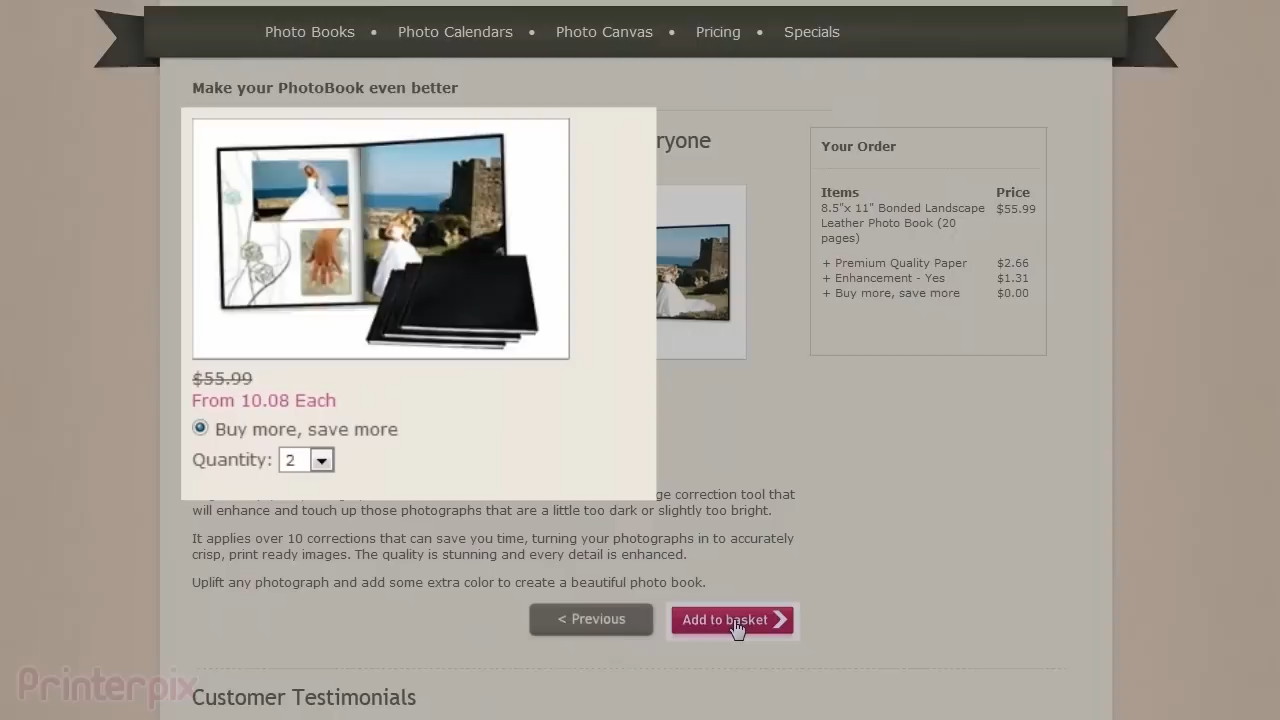 Photo Books • Photo Calendars • Photo Canvas • Pricing • Specials
Make your PhotoBook even better
ryone
$55.99
From 10.08 Each
Buy more, save more
Quantity: 2
ge correction tool that
will enhance and touch up those photographs that are a little too dark or slightly too bright.
It applies over 10 corrections that can save you time, turning your photographs in to accurately
crisp, print ready images. The quality is stunning and every detail is enhanced.
Uplift any photograph and add some extra color to create a beautiful photo book.
< Previous
Add to basket
Your Order
Items Price
8.5"x 11" Bonded Landscape $55.99
Leather Photo Book (20
pages)
+ Premium Quality Paper $2.66
+ Enhancement - Yes $1.31
+ Buy more, save more $0.00
Printerpix
Customer Testimonials